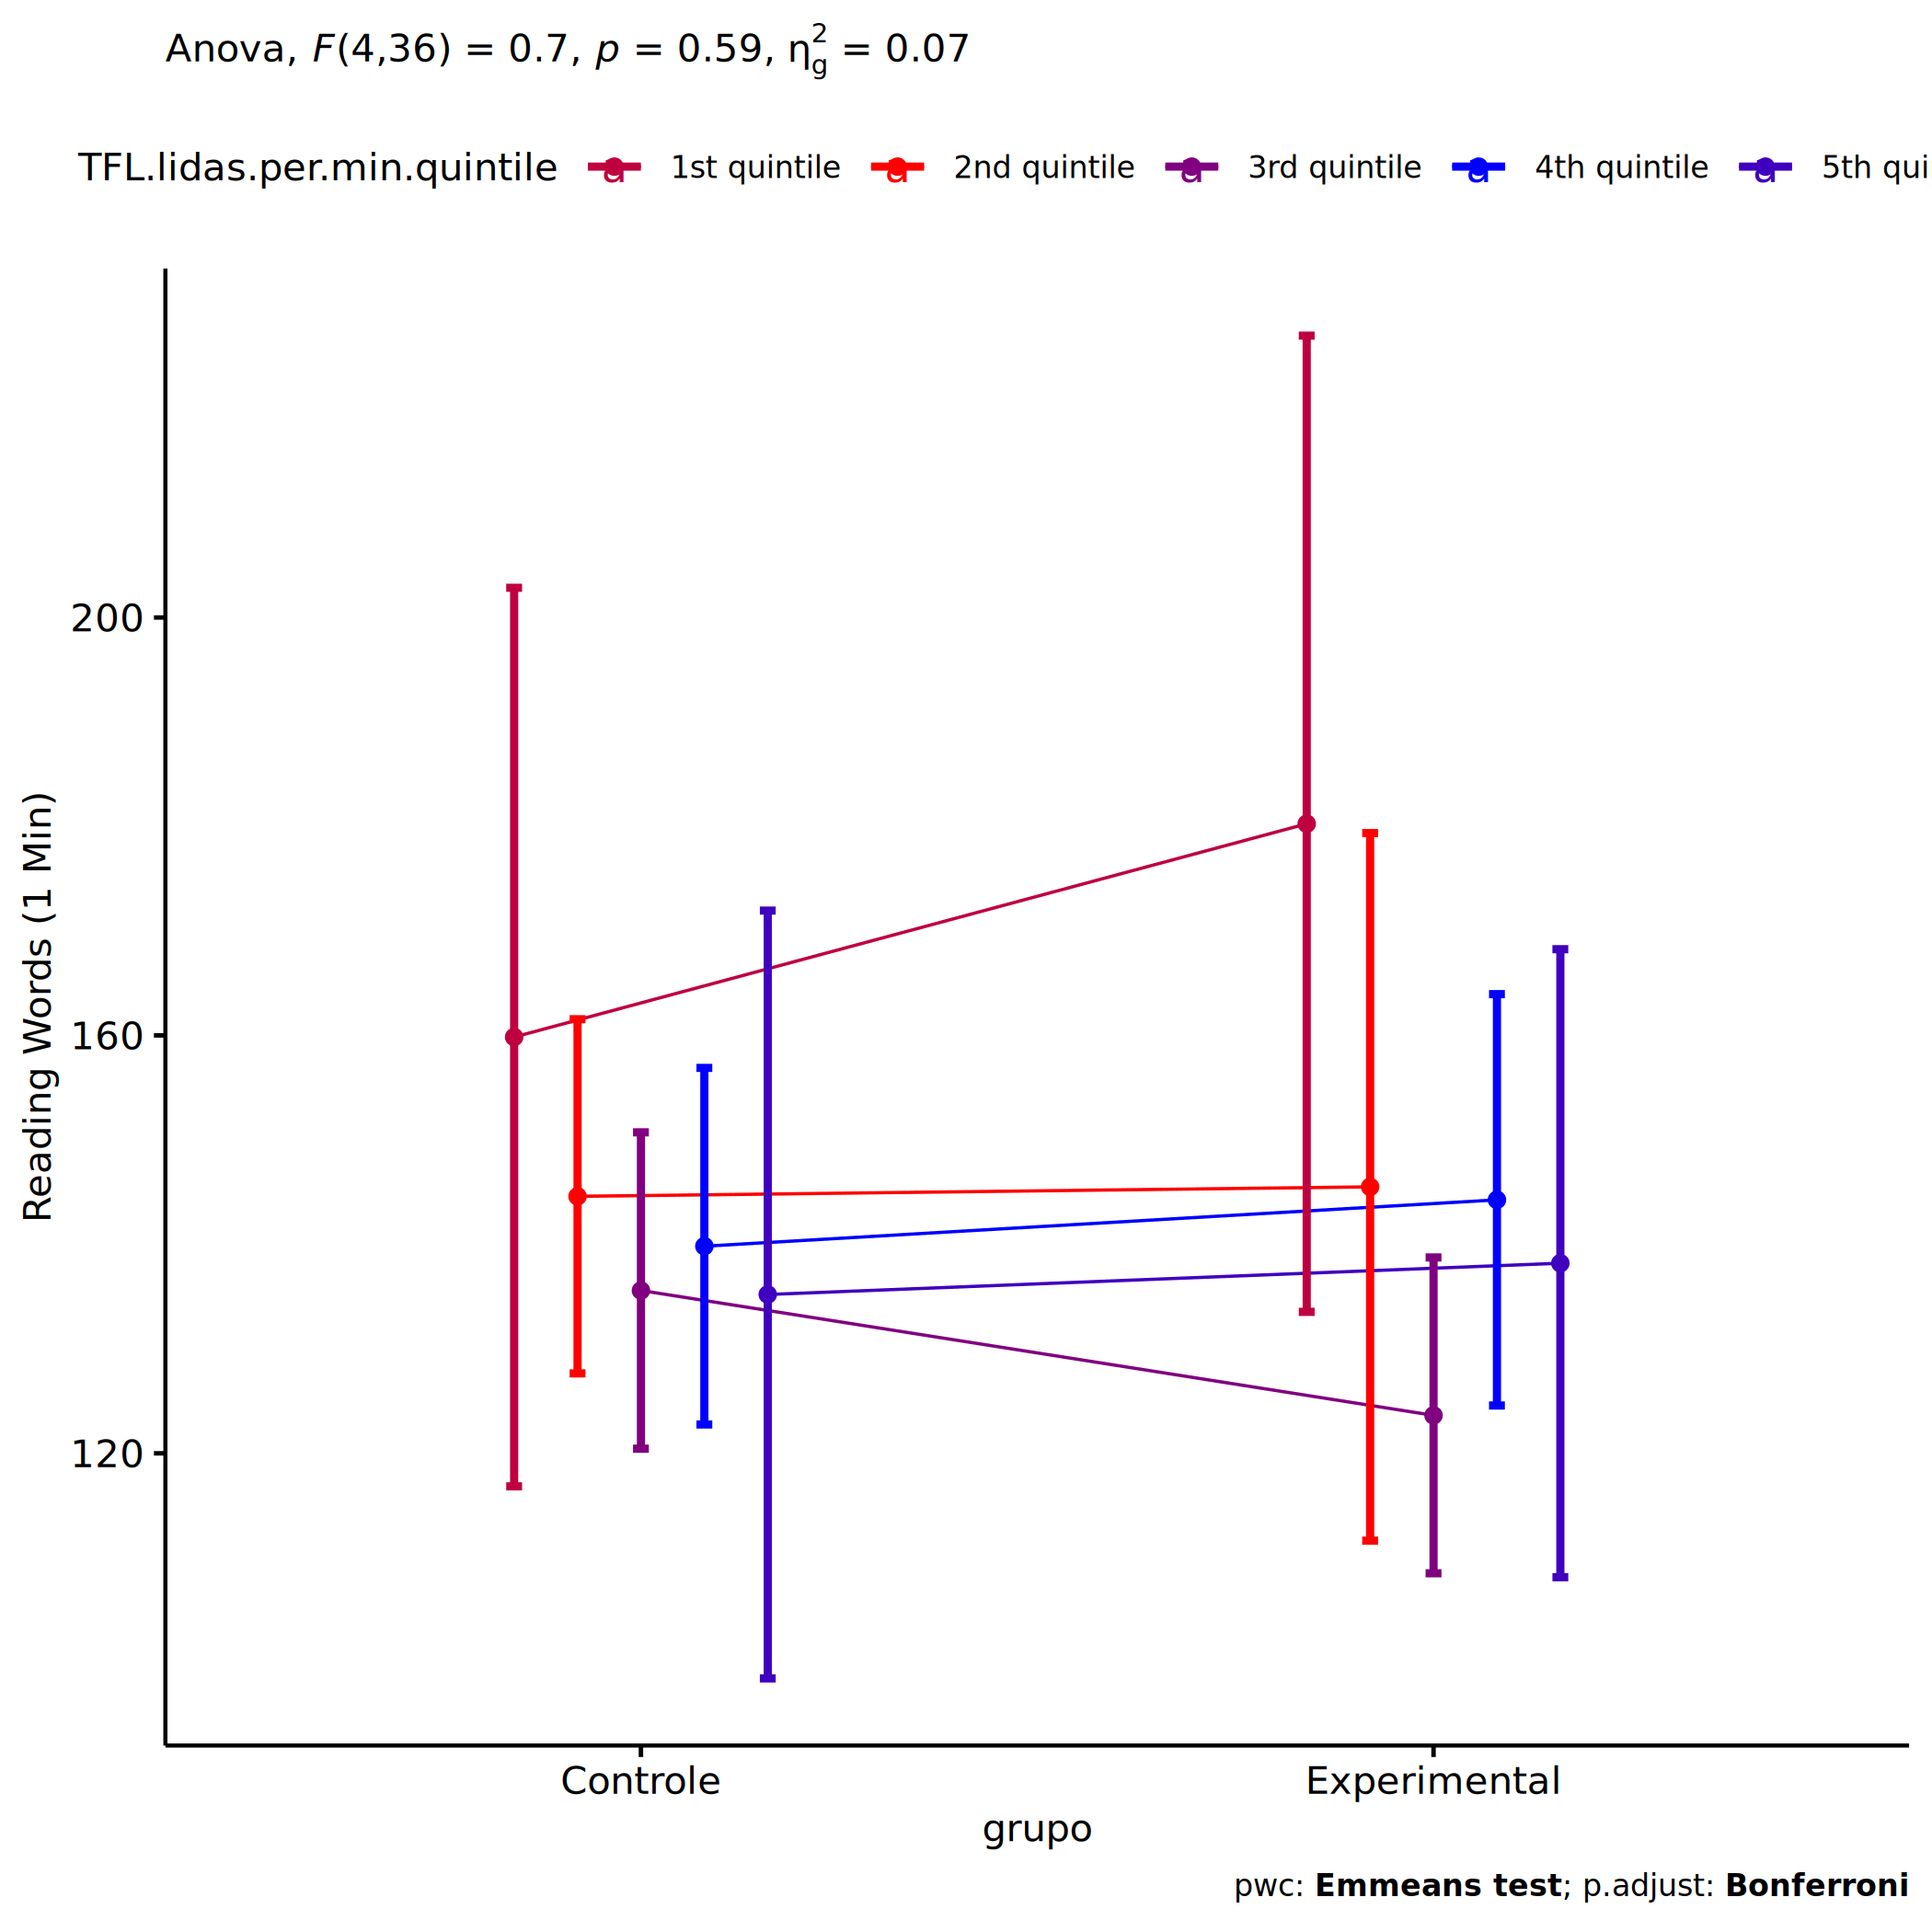 Anova, F(4,36) = 0.7, p = 0.59, η²g = 0.07
TFL.lidas.per.min.quintile a 1st quintile a 2nd quintile a 3rd quintile a 4th quintile a 5th qui
Reading Words (1 Min)
200
160
120
Controle Experimental
grupo
pwc: Emmeans test; p.adjust: Bonferroni